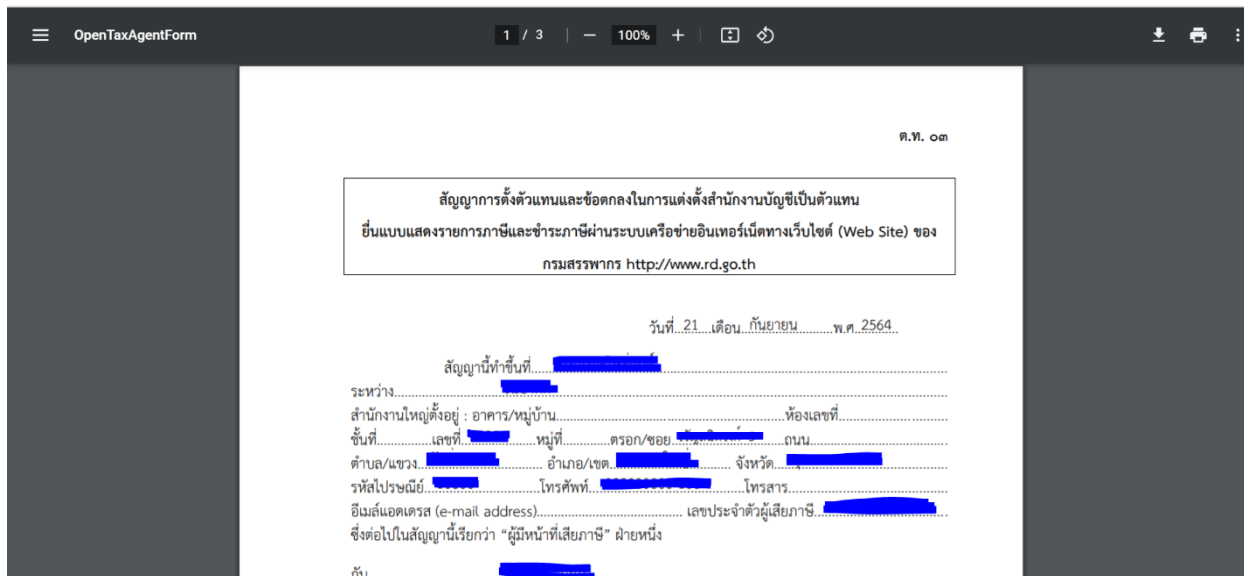 OpenTaxAgentForm 1 / 3 | − 100% + |
ต.ท. ๐๓
สัญญาการตั้งตัวแทนและข้อตกลงในการแต่งตั้งสำนักงานบัญชีเป็นตัวแทน
ยื่นแบบแสดงรายการภาษีและชำระภาษีผ่านระบบเครือข่ายอินเทอร์เน็ตทางเว็บไซต์ (Web Site) ของ
กรมสรรพากร http://www.rd.go.th
วันที่ 21 เดือน กันยายน พ.ศ. 2564
สัญญานี้ทำขึ้นที่
ระหว่าง
สำนักงานใหญ่ตั้งอยู่ : อาคาร/หมู่บ้าน ห้องเลขที่
ชั้นที่ เลขที่ หมู่ที่ ตรอก/ซอย ถนน
ตำบล/แขวง อำเภอ/เขต จังหวัด
รหัสไปรษณีย์ โทรศัพท์ โทรสาร
อีเมล์แอดเดรส (e-mail address) เลขประจำตัวผู้เสียภาษี
ซึ่งต่อไปในสัญญานี้เรียกว่า “ผู้มีหน้าที่เสียภาษี” ฝ่ายหนึ่ง
กับ